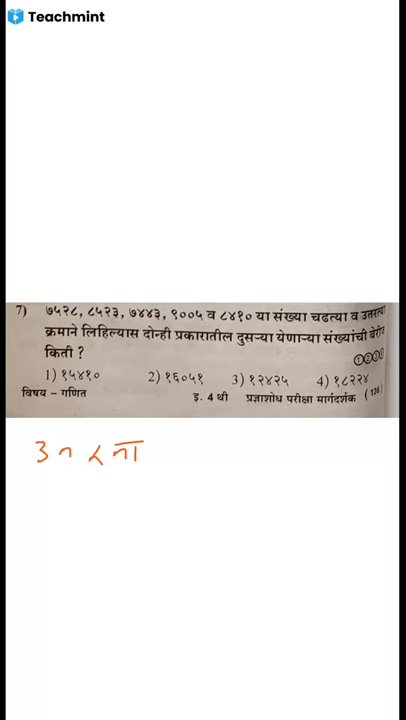 Teachmint
7) ७५२८, ८५२३, ७४४३, ९००५ व ८४१० या संख्या चढत्या व उतरत्या
क्रमाने लिहिल्यास दोन्ही प्रकारातील दुसऱ्या येणाऱ्या संख्यांची बेरीज
किती ? ①②③④
1) १५४१० 2) १६०५१ 3) १२४२५ 4) १८२२४
विषय – गणित इ. 4 थी प्रज्ञाशोध परीक्षा मार्गदर्शक (136)